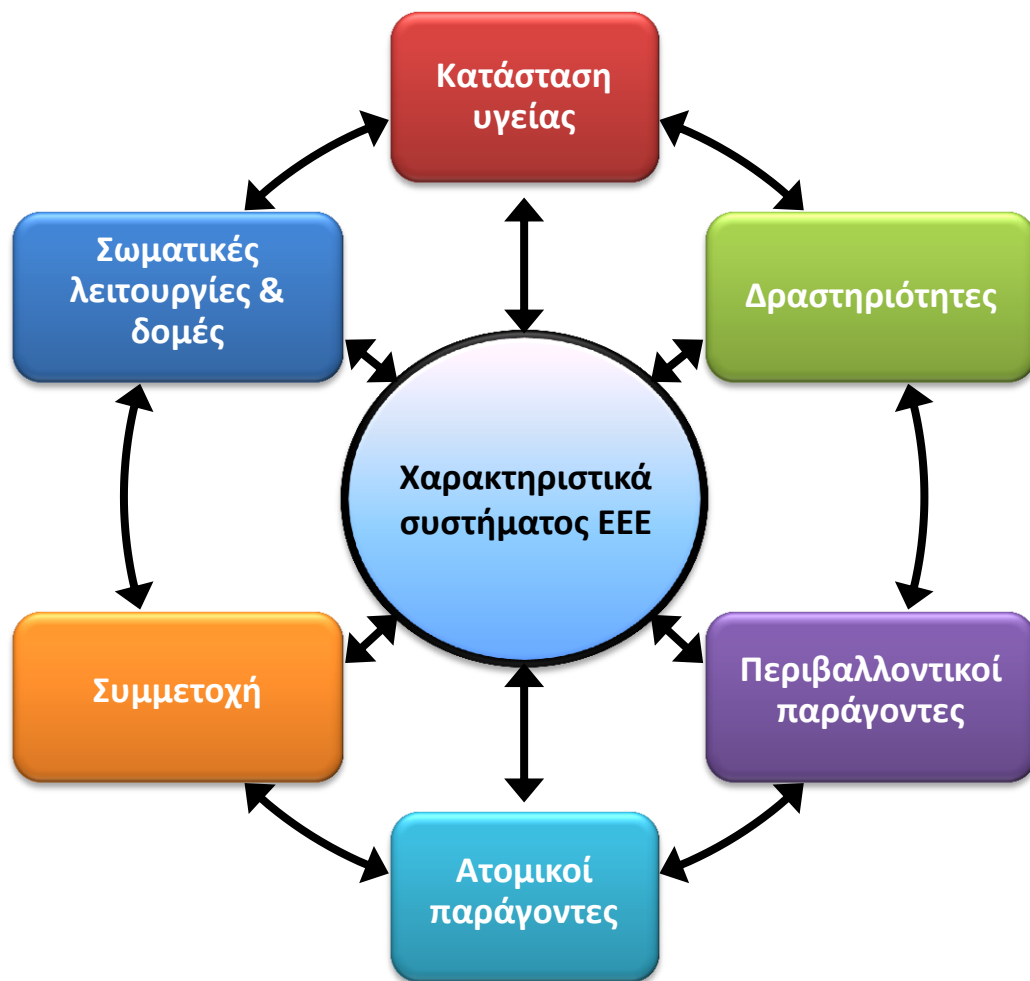 Κατάσταση
υγείας
Σωματικές
λειτουργίες &
δομές
Δραστηριότητες
Χαρακτηριστικά
συστήματος ΕΕΕ
Συμμετοχή
Περιβαλλοντικοί
παράγοντες
Ατομικοί
παράγοντες